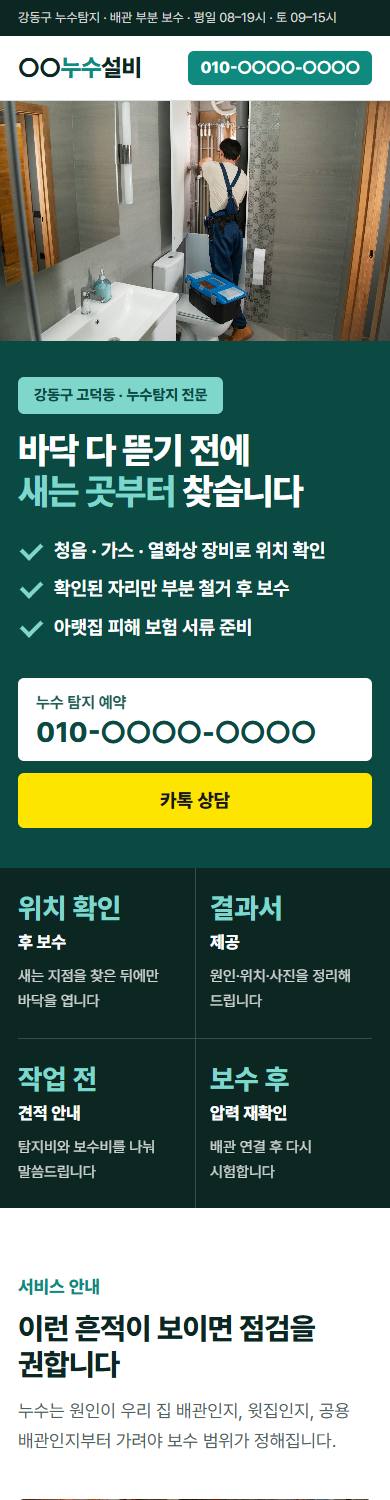 강동구 누수탐지 · 배관 부분 보수 · 평일 08–19시 · 토 09–15시
○○누수설비
010-○○○○-○○○○
강동구 고덕동 · 누수탐지 전문
바닥 다 뜯기 전에
새는 곳부터 찾습니다
청음 · 가스 · 열화상 장비로 위치 확인
확인된 자리만 부분 철거 후 보수
아랫집 피해 보험 서류 준비
누수 탐지 예약
010-○○○○-○○○○
카톡 상담
위치 확인
후 보수
새는 지점을 찾은 뒤에만
바닥을 엽니다
결과서
제공
원인·위치·사진을 정리해
드립니다
작업 전
견적 안내
탐지비와 보수비를 나눠
말씀드립니다
보수 후
압력 재확인
배관 연결 후 다시
시험합니다
서비스 안내
이런 흔적이 보이면 점검을
권합니다
누수는 원인이 우리 집 배관인지, 윗집인지, 공용
배관인지부터 가려야 보수 범위가 정해집니다.